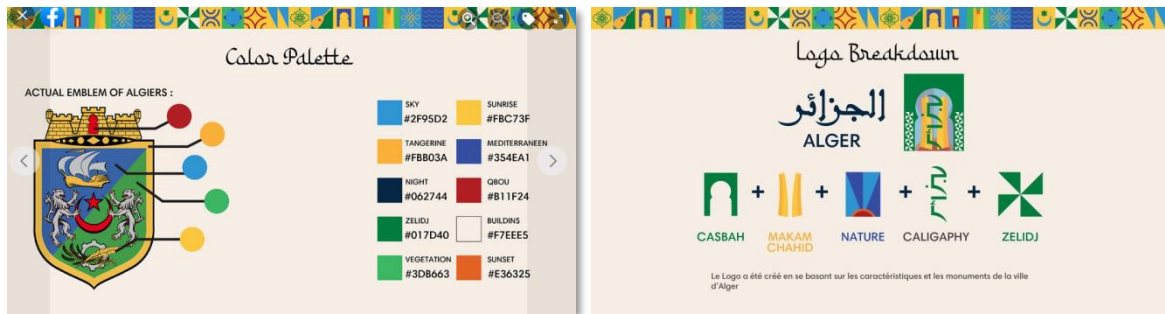 Color Palette
ACTUAL EMBLEM OF ALGIERS :
SKY
#2F95D2
SUNRISE
#FBC73F
TANGERINE
#FBB03A
MEDITERRANEEN
#354EA1
NIGHT
#062744
QBOU
#B11F24
ZELIDJ
#017D40
BUILDINS
#F7EEE5
VEGETATION
#3DB663
SUNSET
#E36325
Logo Breakdown
الجزائر
ALGER
CASBAH
+
MAKAM
CHAHID
+
NATURE
+
CALIGAPHY
+
ZELIDJ
Le Logo a été créé en se basant sur les caractéristiques et les monuments de la ville
d'Alger